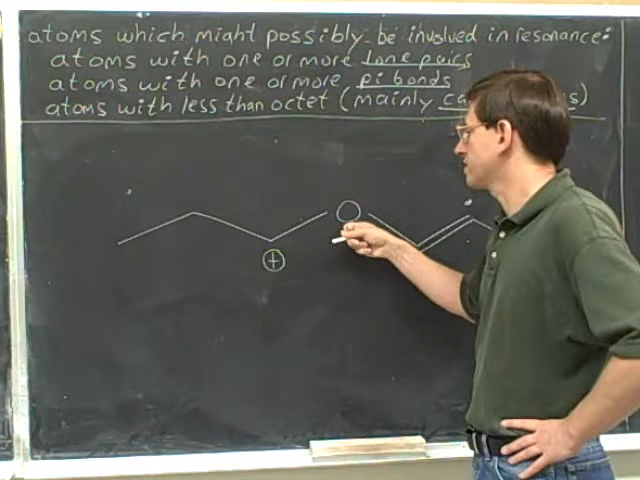 atoms which might possibly be involved in resonance:
atoms with one or more lone pairs
atoms with one or more pi bonds
atoms with less than octet (mainly
O
+